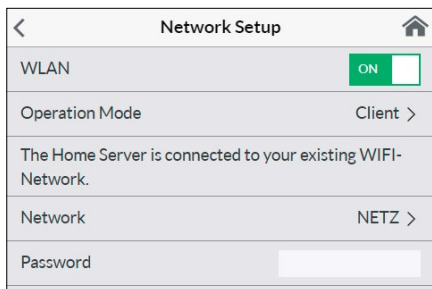 Network Setup
WLAN
ON
Operation Mode
Client
The Home Server is connected to your existing WIFI-
Network.
Network
NETZ
Password